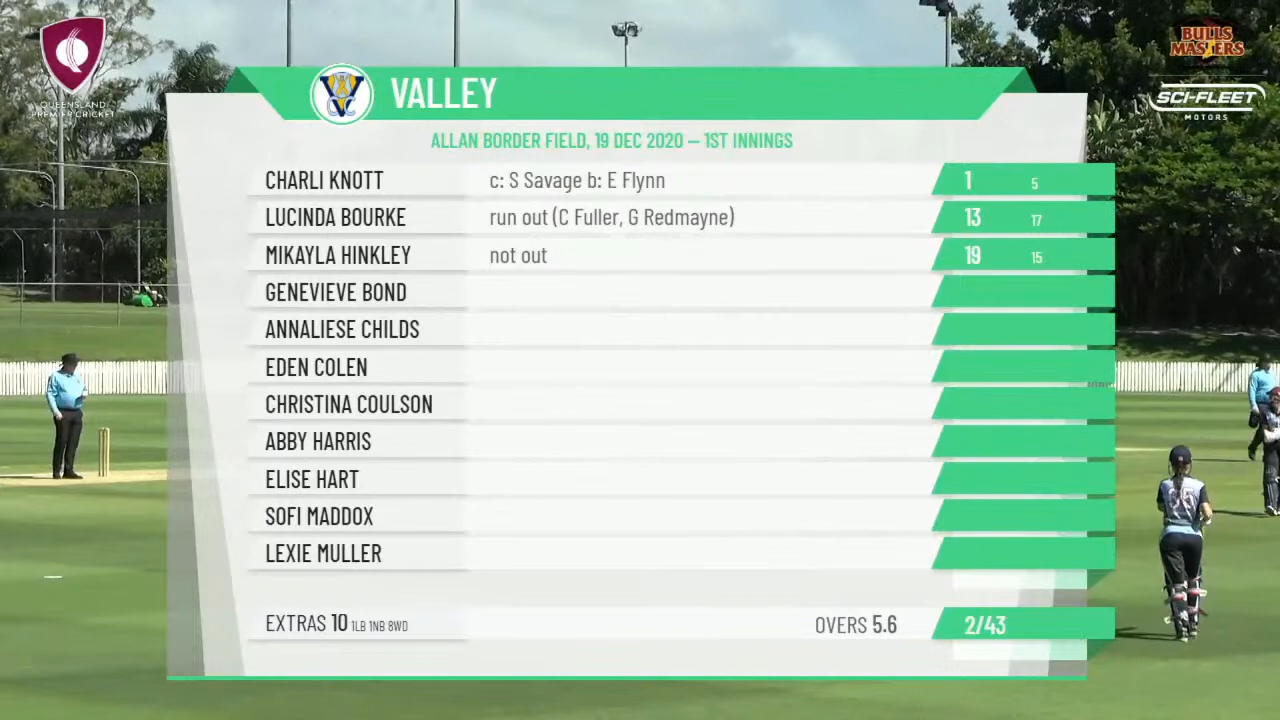 QUEENSLAND
PREMIER CRICKET
BULLS
MASTERS
SCI-FLEET
MOTORS
VALLEY
ALLAN BORDER FIELD, 19 DEC 2020 – 1ST INNINGS
CHARLI KNOTT c: S Savage b: E Flynn 1 5
LUCINDA BOURKE run out (C Fuller, G Redmayne) 13 17
MIKAYLA HINKLEY not out 19 15
GENEVIEVE BOND
ANNALIESE CHILDS
EDEN COLEN
CHRISTINA COULSON
ABBY HARRIS
ELISE HART
SOFI MADDOX
LEXIE MULLER
EXTRAS 10 1LB 1NB 8WD OVERS 5.6 2/43